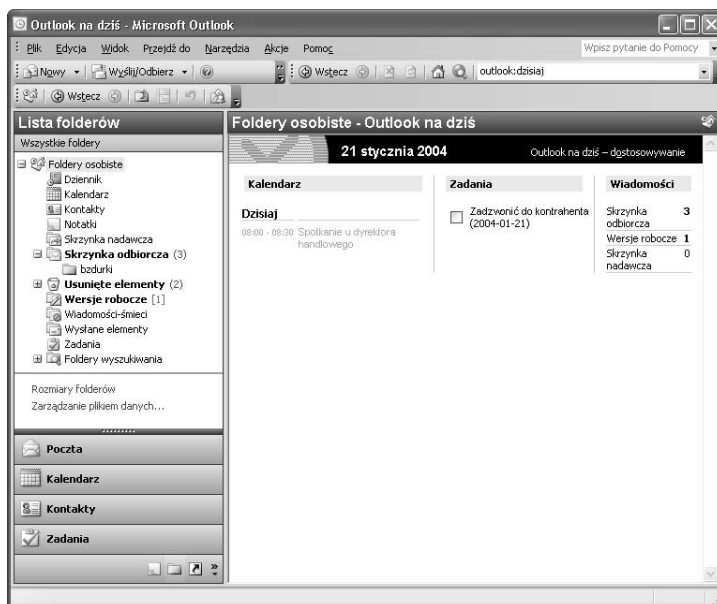 Outlook na dziś - Microsoft Outlook
Plik Edycja Widok Przejdź do Narzędzia Akcje Pomoc Wpisz pytanie do Pomocy
Nowy Wyślij/Odbierz Wstecz outlook:dzisiaj
Wstecz
Lista folderów
Wszystkie foldery
Foldery osobiste
Dziennik
Kalendarz
Kontakty
Notatki
Skrzynka nadawcza
Skrzynka odbiorcza (3)
bzdurki
Usunięte elementy (2)
Wersje robocze [1]
Wiadomości-śmieci
Wysłane elementy
Zadania
Foldery wyszukiwania
Rozmiary folderów
Zarządzanie plikiem danych...
Poczta
Kalendarz
Kontakty
Zadania
Foldery osobiste - Outlook na dziś
21 stycznia 2004 Outlook na dziś – dostosowywanie
Kalendarz
Dzisiaj
08:00 - 08:30 Spotkanie u dyrektora
handlowego
Zadania
Zadzwonić do kontrahenta
(2004-01-21)
Wiadomości
Skrzynka 3
odbiorcza
Wersje robocze 1
Skrzynka 0
nadawcza